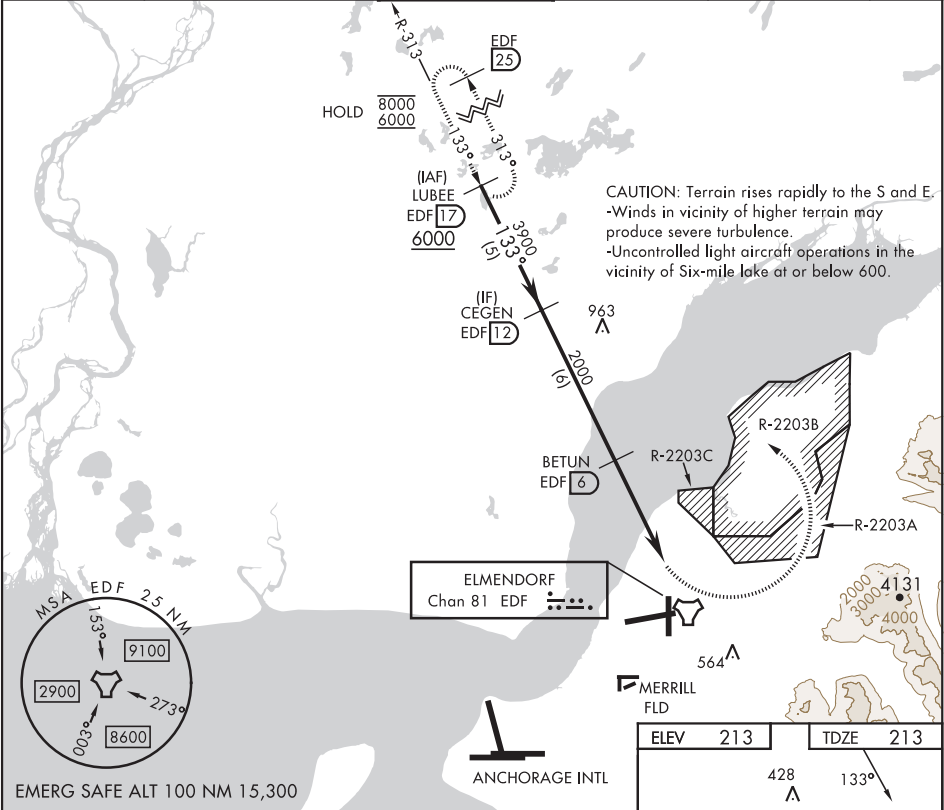 R-313
EDF
25
HOLD
8000
6000
133°
313°
(IAF)
LUBEE
EDF 17
6000
3900
133°
(5)
CAUTION: Terrain rises rapidly to the S and E.
-Winds in vicinity of higher terrain may
produce severe turbulence.
-Uncontrolled light aircraft operations in the
vicinity of Six-mile lake at or below 600.
(IF)
CEGEN
EDF 12
963
2000
(6)
R-2203B
BETUN
EDF 6
R-2203C
R-2203A
ELMENDORF
Chan 81 EDF
2000
3000
4131
4000
564
MERRILL
FLD
MSA EDF 25 NM
153°
9100
2900
273°
003°
8600
ANCHORAGE INTL
EMERG SAFE ALT 100 NM 15,300
ELEV 213
TDZE 213
428
133°